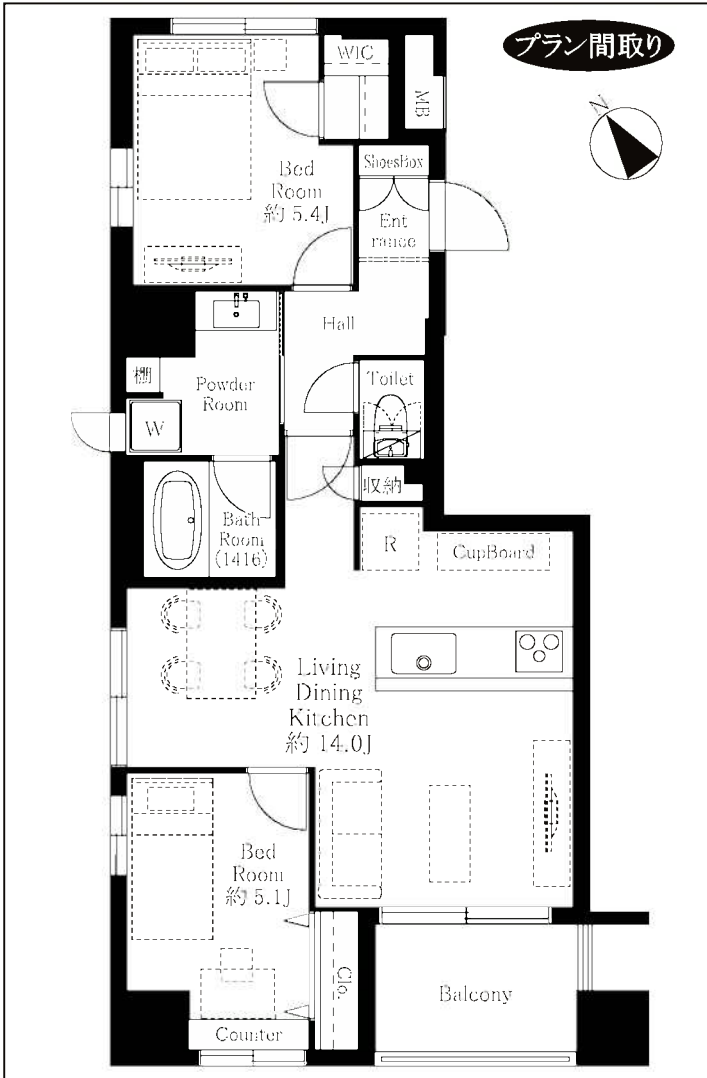 プラン間取り
N
WIC
MB
ShoesBox
Bed
Room
約 5.4J
Ent
rance
Hall
棚
Powder
Room
Toilet
W
収納
Bath
Room
(1416)
R
CupBoard
Living
Dining
Kitchen
約 14.0J
Bed
Room
約 5.1J
Clo.
Balcony
Counter